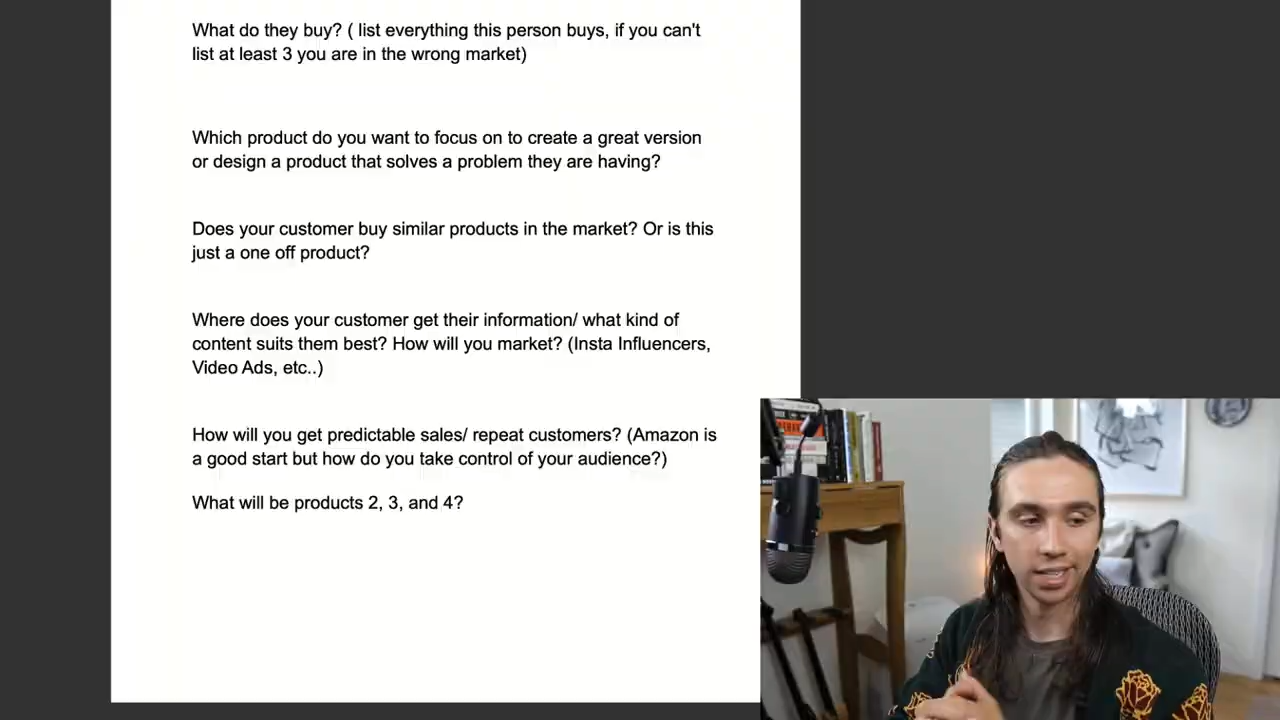 What do they buy? ( list everything this person buys, if you can't
list at least 3 you are in the wrong market)
Which product do you want to focus on to create a great version
or design a product that solves a problem they are having?
Does your customer buy similar products in the market? Or is this
just a one off product?
Where does your customer get their information/ what kind of
content suits them best? How will you market? (Insta Influencers,
Video Ads, etc..)
How will you get predictable sales/ repeat customers? (Amazon is
a good start but how do you take control of your audience?)
What will be products 2, 3, and 4?